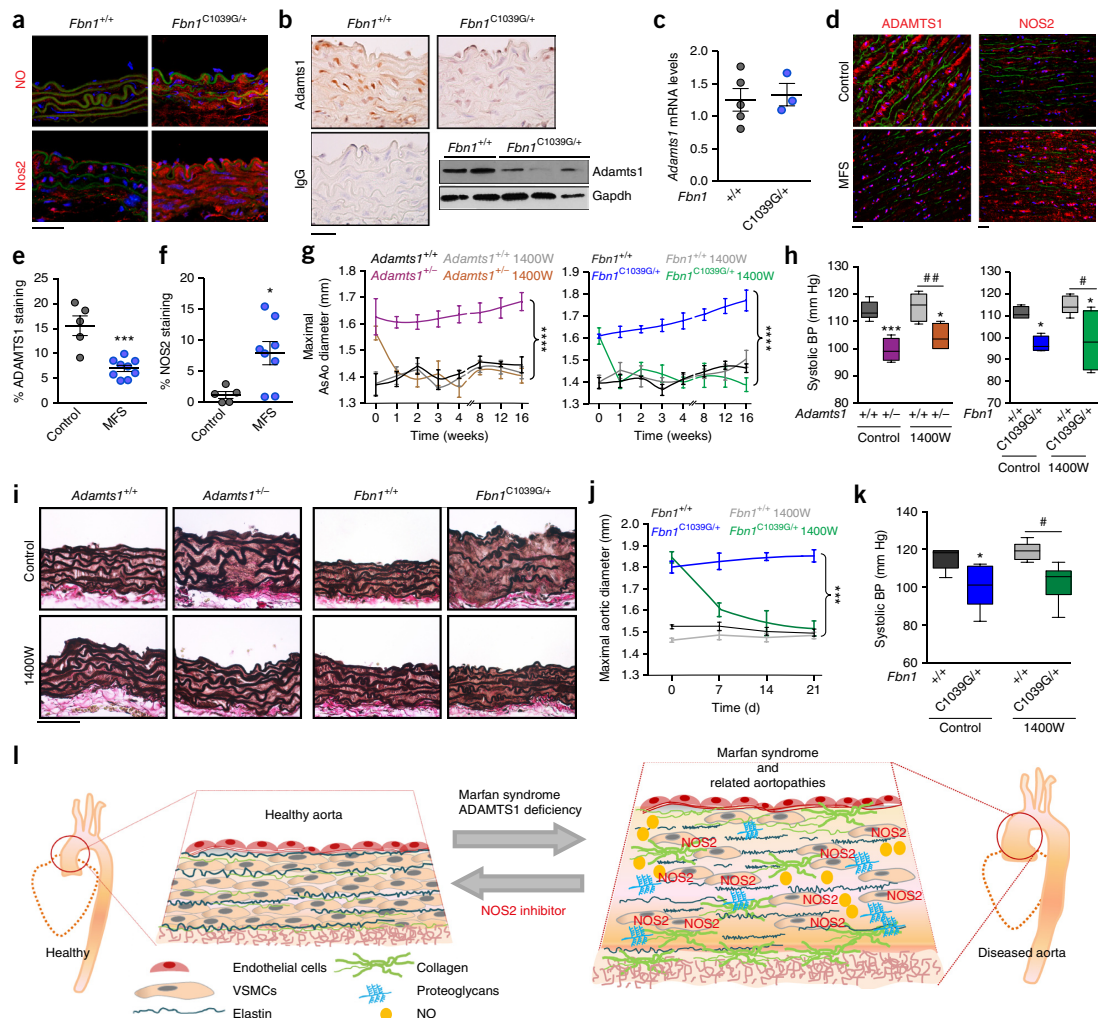 a
Fbn1+/+
Fbn1C1039G/+
NO
Nos2
b
Fbn1+/+
Fbn1C1039G/+
Adamts1
IgG
Fbn1+/+
Fbn1C1039G/+
Adamts1
Gapdh
c
Adamts1 mRNA levels
2.0
1.5
1.0
0.5
0
Fbn1
+/+
C1039G/+
d
ADAMTS1
NOS2
Control
MFS
e
% ADAMTS1 staining
25
20
15
10
5
0
***
Control
MFS
f
% NOS2 staining
20
15
10
5
0
*
Control
MFS
g
Adamts1+/+ Adamts1+/+ 1400W
Adamts1+/− Adamts1+/− 1400W
Maximal
AsAo diameter (mm)
1.7
1.6
1.5
1.4
1.3
****
0 1 2 3 4 8 12 16
Time (weeks)
Fbn1+/+ Fbn1+/+ 1400W
Fbn1C1039G/+ Fbn1C1039G/+ 1400W
1.8
1.7
1.6
1.5
1.4
1.3
****
0 1 2 3 4 8 12 16
Time (weeks)
h
Systolic BP (mm Hg)
130
120
110
100
90
80
***
##
*
Adamts1 +/+ +/− +/+ +/−
Control
1400W
Fbn1
130
120
110
100
90
80
70
*
#
*
Fbn1
+/+
C1039G/+
+/+
C1039G/+
Control
1400W
i
Adamts1+/+
Adamts1+/−
Fbn1+/+
Fbn1C1039G/+
Control
1400W
j
Fbn1+/+ Fbn1+/+ 1400W
Fbn1C1039G/+ Fbn1C1039G/+ 1400W
Maximal aortic diameter (mm)
2.0
1.9
1.8
1.7
1.6
1.5
1.4
***
0 7 14 21
Time (d)
k
Systolic BP (mm Hg)
140
120
100
80
60
*
#
Fbn1
+/+
C1039G/+
+/+
C1039G/+
Control
1400W
l
Healthy
Healthy aorta
Marfan syndrome
ADAMTS1 deficiency
NOS2 inhibitor
Marfan syndrome
and
related aortopathies
NOS2
NOS2
NOS2
NOS2
NOS2
NOS2
NOS2
NOS2
NOS2
Diseased aorta
Endothelial cells
VSMCs
Elastin
Collagen
Proteoglycans
NO